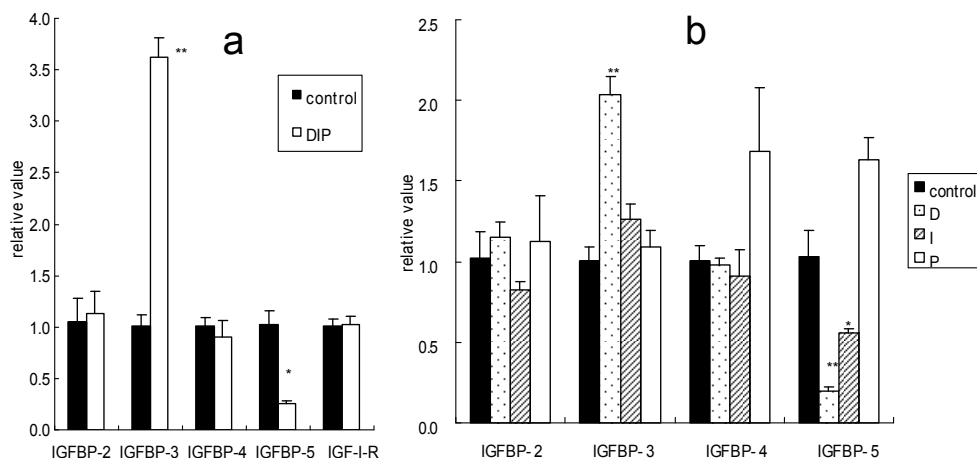 a
4.0
3.5
3.0
2.5
2.0
1.5
1.0
0.5
0.0
relative value
**
*
control
DIP
IGFBP-2 IGFBP-3 IGFBP-4 IGFBP-5 IGF-I-R
b
2.5
2.0
1.5
1.0
0.5
0.0
relative value
**
*
**
control
D
I
P
IGFBP-2 IGFBP-3 IGFBP-4 IGFBP-5